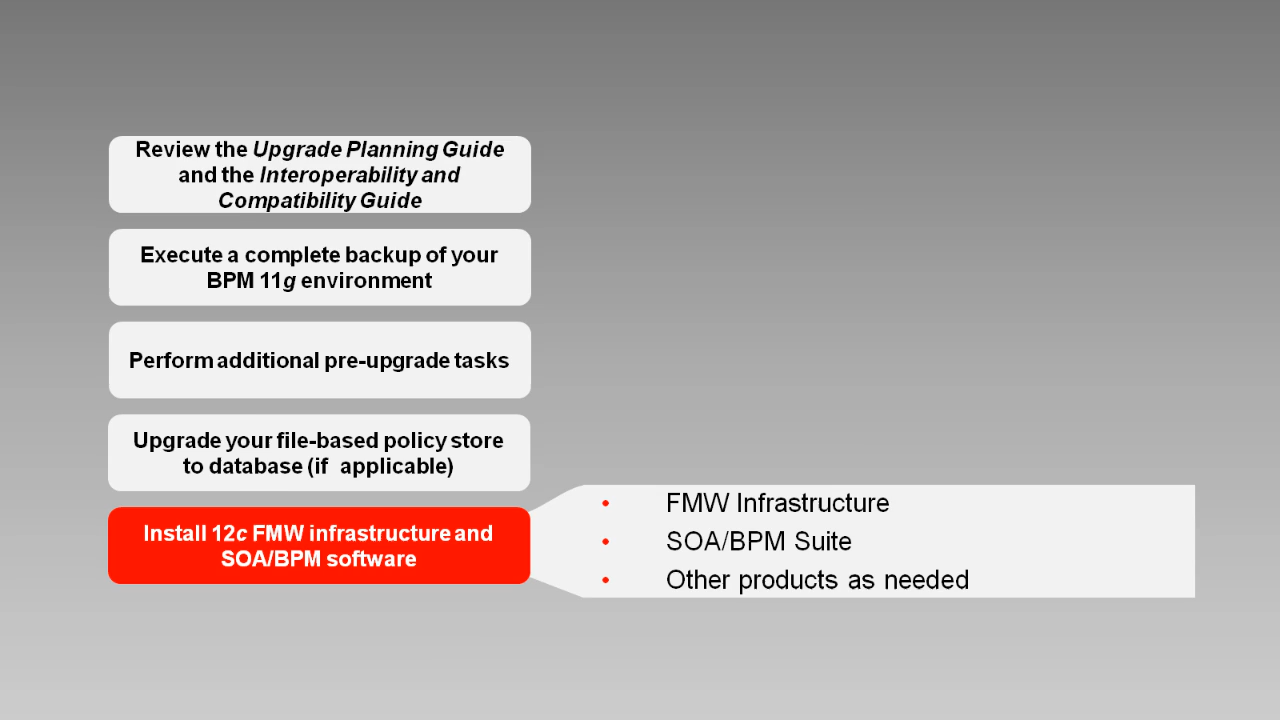 Review the Upgrade Planning Guide
and the Interoperability and
Compatibility Guide
Execute a complete backup of your
BPM 11g environment
Perform additional pre-upgrade tasks
Upgrade your file-based policy store
to database (if applicable)
Install 12c FMW infrastructure and
SOA/BPM software
• FMW Infrastructure
• SOA/BPM Suite
• Other products as needed